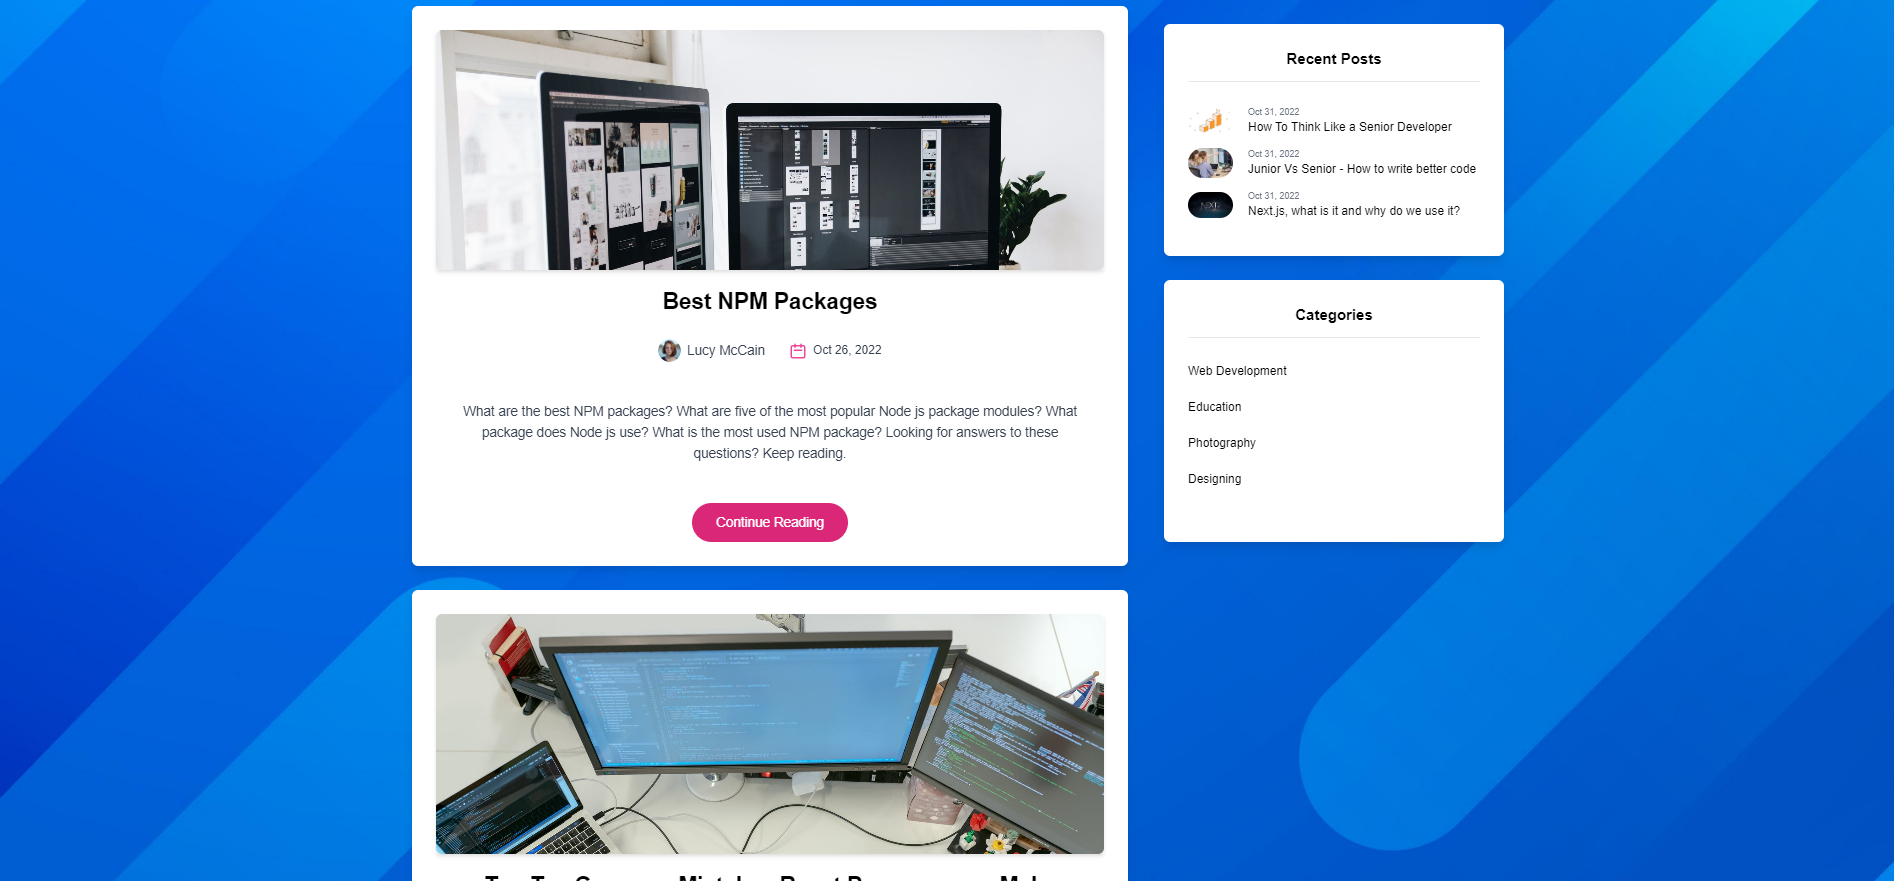 Best NPM Packages
Lucy McCain
Oct 26, 2022
What are the best NPM packages? What are five of the most popular Node js package modules? What
package does Node js use? What is the most used NPM package? Looking for answers to these
questions? Keep reading.
Continue Reading
Recent Posts
Oct 31, 2022
How To Think Like a Senior Developer
Oct 31, 2022
Junior Vs Senior - How to write better code
Oct 31, 2022
Next.js, what is it and why do we use it?
Categories
Web Development
Education
Photography
Designing